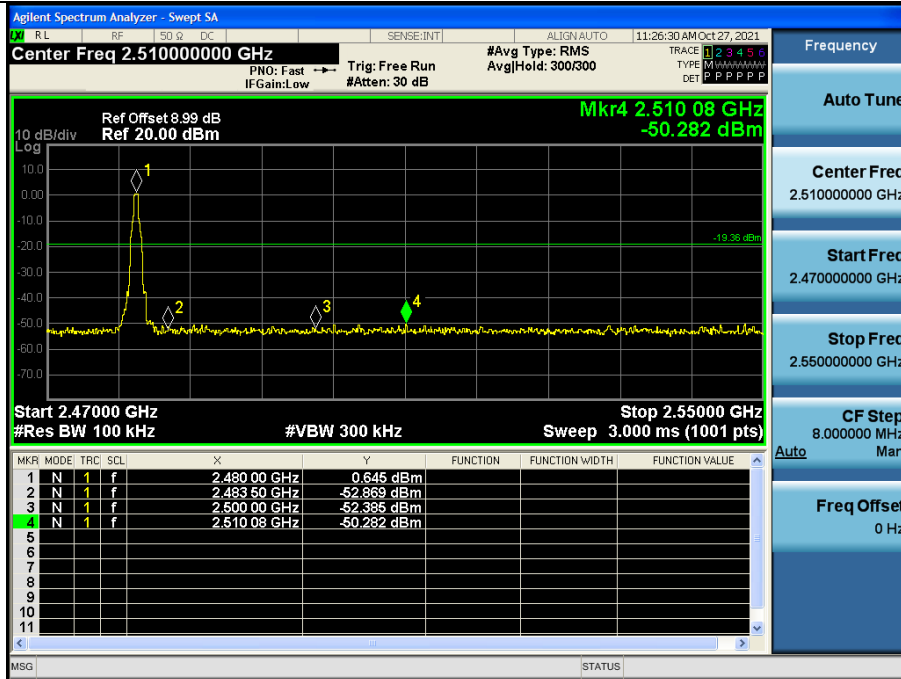 Agilent Spectrum Analyzer - Swept SA
LXI RL RF 50 Ω DC SENSE:INT ALIGN AUTO 11:26:30 AM Oct 27, 2021
Center Freq 2.510000000 GHz
PNO: Fast
IFGain:Low
Trig: Free Run
#Atten: 30 dB
#Avg Type: RMS
Avg|Hold: 300/300
TRACE 1 2 3 4 5 6
TYPE M W W W W W
DET P P P P P P
Frequency
Auto Tune
Center Freq
2.510000000 GHz
Start Freq
2.470000000 GHz
Stop Freq
2.550000000 GHz
CF Step
8.000000 MHz
Auto Man
Freq Offset
0 Hz
Mkr4 2.510 08 GHz
-50.282 dBm
Ref Offset 8.99 dB
10 dB/div Ref 20.00 dBm
Log
10.0
0.00
-10.0
-20.0
-30.0
-40.0
-50.0
-60.0
-70.0
1
2
3
4
-19.36 dBm
Start 2.47000 GHz Stop 2.55000 GHz
#Res BW 100 kHz #VBW 300 kHz Sweep 3.000 ms (1001 pts)
MKR MODE TRC SCL X Y FUNCTION FUNCTION WIDTH FUNCTION VALUE
1 N 1 f 2.480 00 GHz 0.645 dBm
2 N 1 f 2.483 50 GHz -52.869 dBm
3 N 1 f 2.500 00 GHz -52.385 dBm
4 N 1 f 2.510 08 GHz -50.282 dBm
5
6
7
8
9
10
11
MSG STATUS